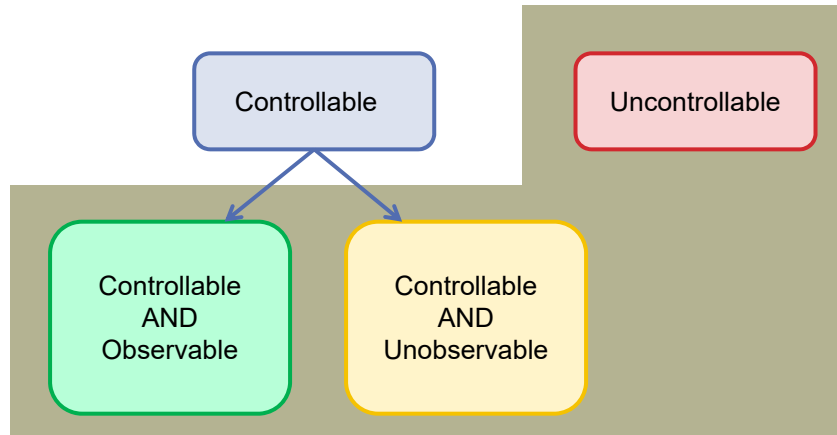 Controllable
Uncontrollable
Controllable
AND
Observable
Controllable
AND
Unobservable